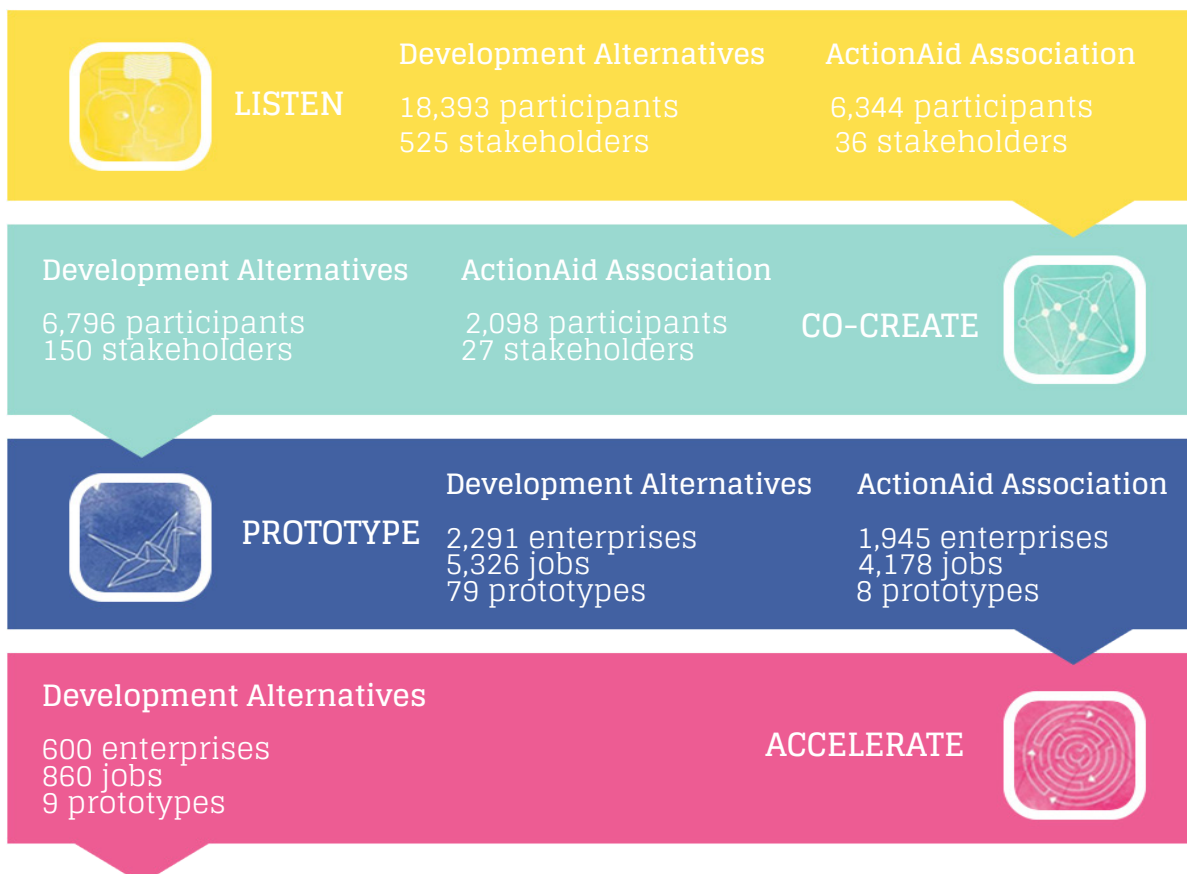 LISTEN
Development Alternatives
18,393 participants
525 stakeholders
ActionAid Association
6,344 participants
36 stakeholders
Development Alternatives
6,796 participants
150 stakeholders
ActionAid Association
2,098 participants
27 stakeholders
CO-CREATE
PROTOTYPE
Development Alternatives
2,291 enterprises
5,326 jobs
79 prototypes
ActionAid Association
1,945 enterprises
4,178 jobs
8 prototypes
Development Alternatives
600 enterprises
860 jobs
9 prototypes
ACCELERATE